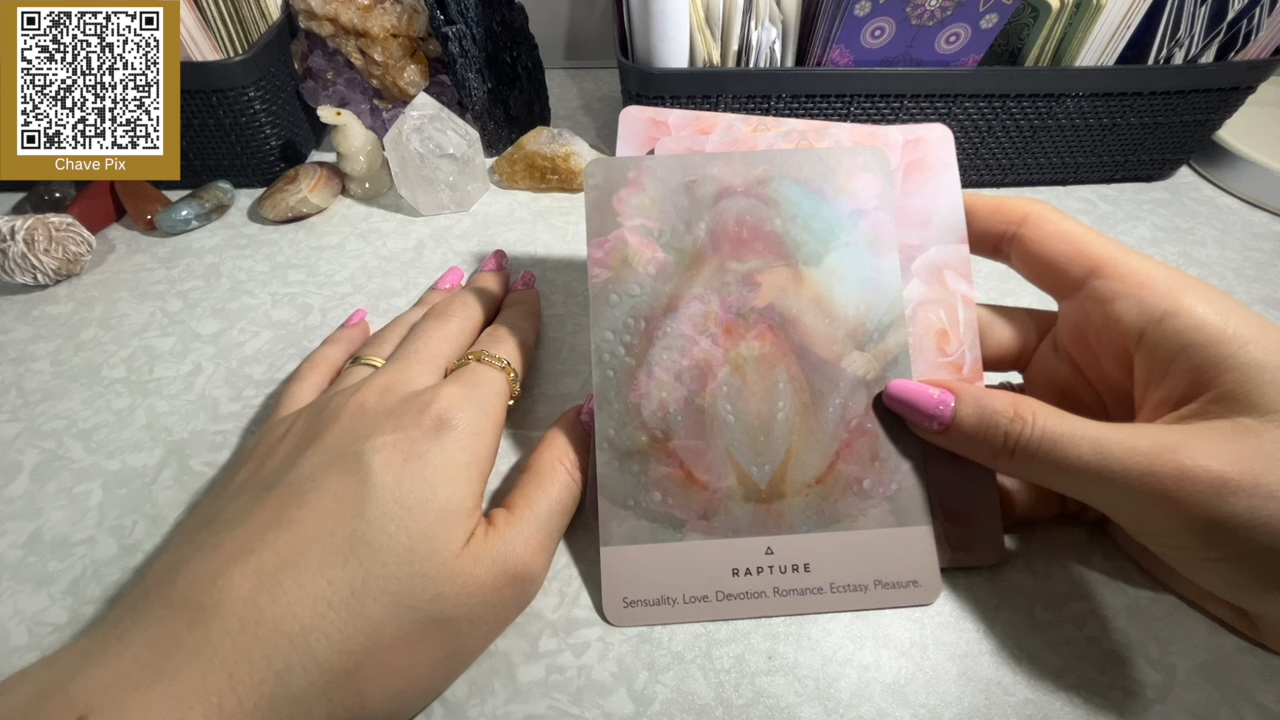 Chave Pix
RAPTURE
Sensuality. Love. Devotion. Romance. Ecstasy. Pleasure.